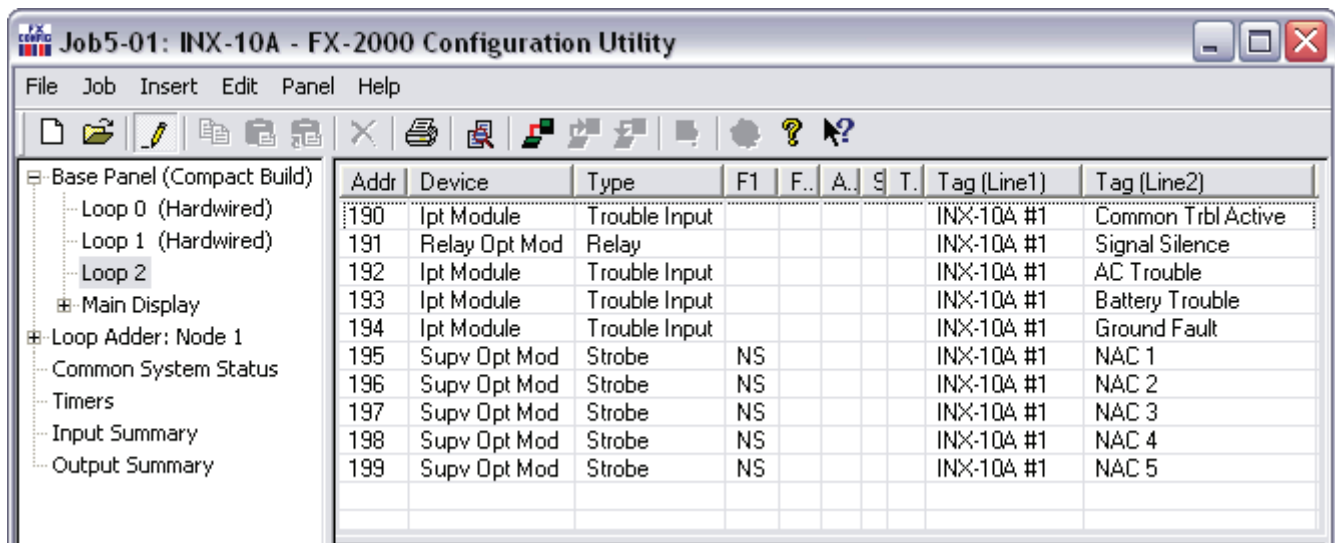 FX CONFIG
Job5-01: INX-10A - FX-2000 Configuration Utility
File Job Insert Edit Panel Help
Base Panel (Compact Build)
Loop 0 (Hardwired)
Loop 1 (Hardwired)
Loop 2
Main Display
Loop Adder: Node 1
Common System Status
Timers
Input Summary
Output Summary
Addr Device Type F1 F.. A.. S T. Tag (Line1) Tag (Line2)
190 Ipt Module Trouble Input INX-10A #1 Common Trbl Active
191 Relay Opt Mod Relay INX-10A #1 Signal Silence
192 Ipt Module Trouble Input INX-10A #1 AC Trouble
193 Ipt Module Trouble Input INX-10A #1 Battery Trouble
194 Ipt Module Trouble Input INX-10A #1 Ground Fault
195 Supv Opt Mod Strobe NS INX-10A #1 NAC 1
196 Supv Opt Mod Strobe NS INX-10A #1 NAC 2
197 Supv Opt Mod Strobe NS INX-10A #1 NAC 3
198 Supv Opt Mod Strobe NS INX-10A #1 NAC 4
199 Supv Opt Mod Strobe NS INX-10A #1 NAC 5